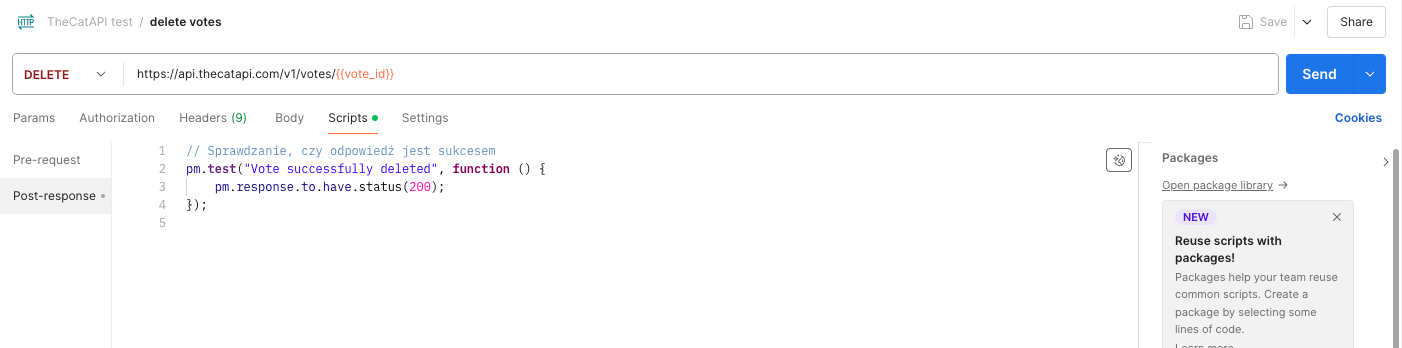 HTTP TheCatAPI test / delete votes Save Share
DELETE https://api.thecatapi.com/v1/votes/{{vote_id}} Send
Params Authorization Headers (9) Body Scripts Settings Cookies
Pre-request
Post-response
1 // Sprawdzanie, czy odpowiedź jest sukcesem
2 pm.test("Vote successfully deleted", function () {
3 pm.response.to.have.status(200);
4 });
5
Packages
Open package library →
NEW
Reuse scripts with
packages!
Packages help your team reuse
common scripts. Create a
package by selecting some
lines of code.
Learn more